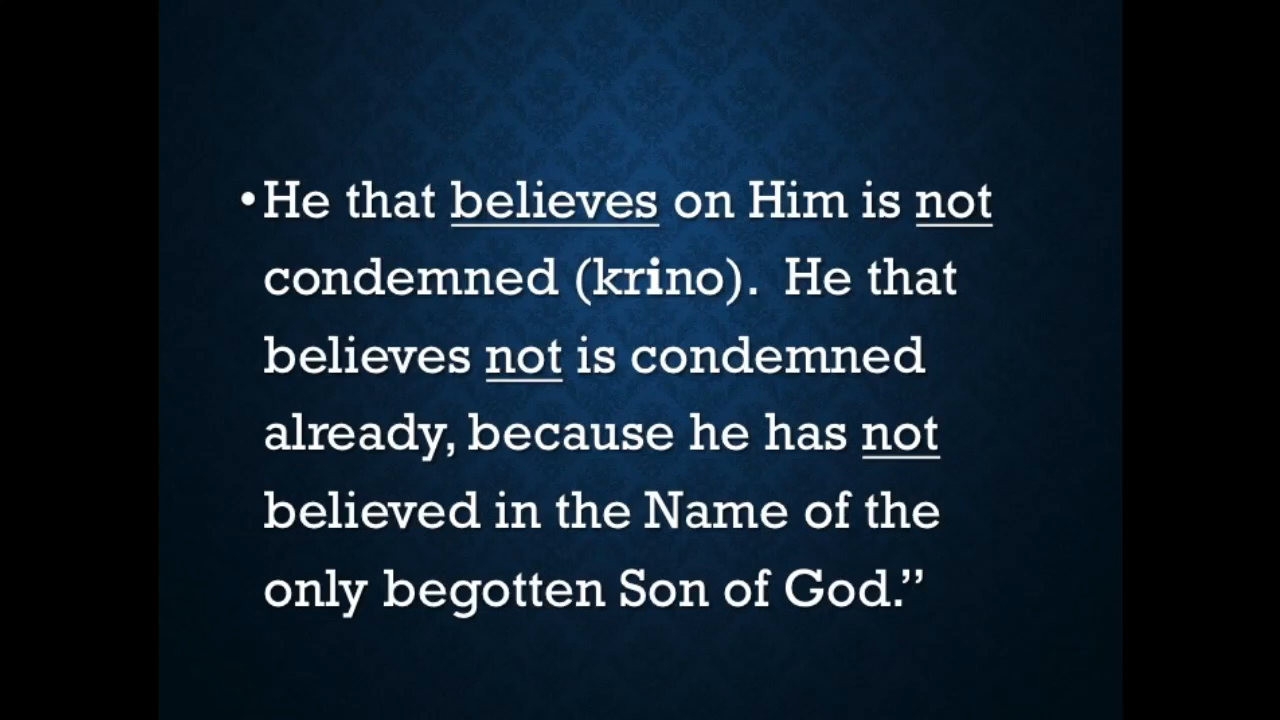 •He that believes on Him is not
condemned (krino).  He that
believes not is condemned
already, because he has not
believed in the Name of the
only begotten Son of God.”